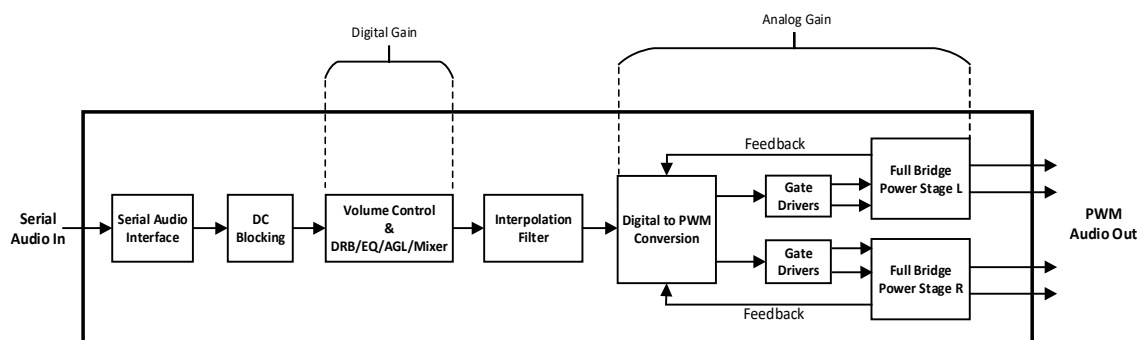 Digital Gain
Analog Gain
Serial
Audio In
Serial Audio
Interface
DC
Blocking
Volume Control
&
DRB/EQ/AGL/Mixer
Interpolation
Filter
Digital to PWM
Conversion
Feedback
Gate
Drivers
Full Bridge
Power Stage L
Gate
Drivers
Full Bridge
Power Stage R
Feedback
PWM
Audio Out